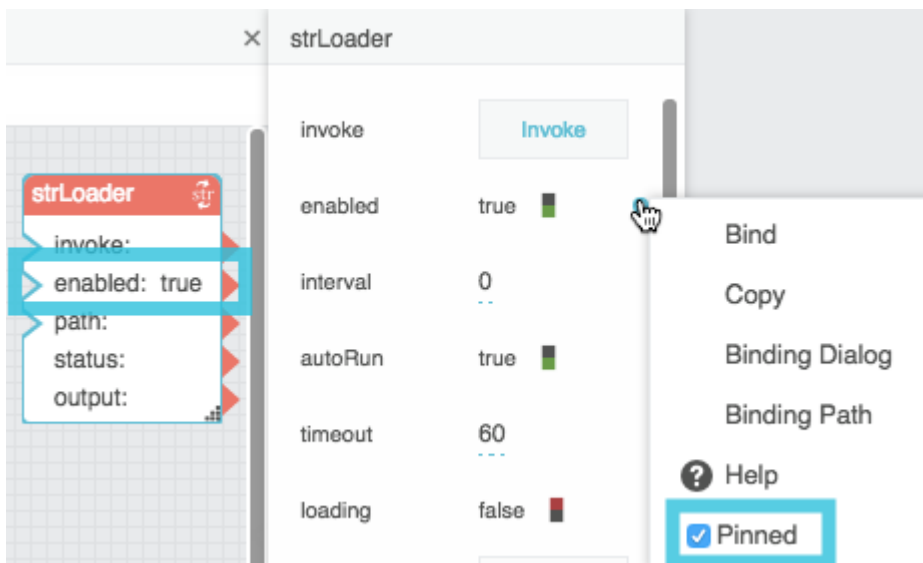 × strLoader
strLoader str
invoke:
enabled: true
path:
status:
output:
invoke Invoke
enabled true
interval 0
autoRun true
timeout 60
loading false
Bind
Copy
Binding Dialog
Binding Path
? Help
Pinned